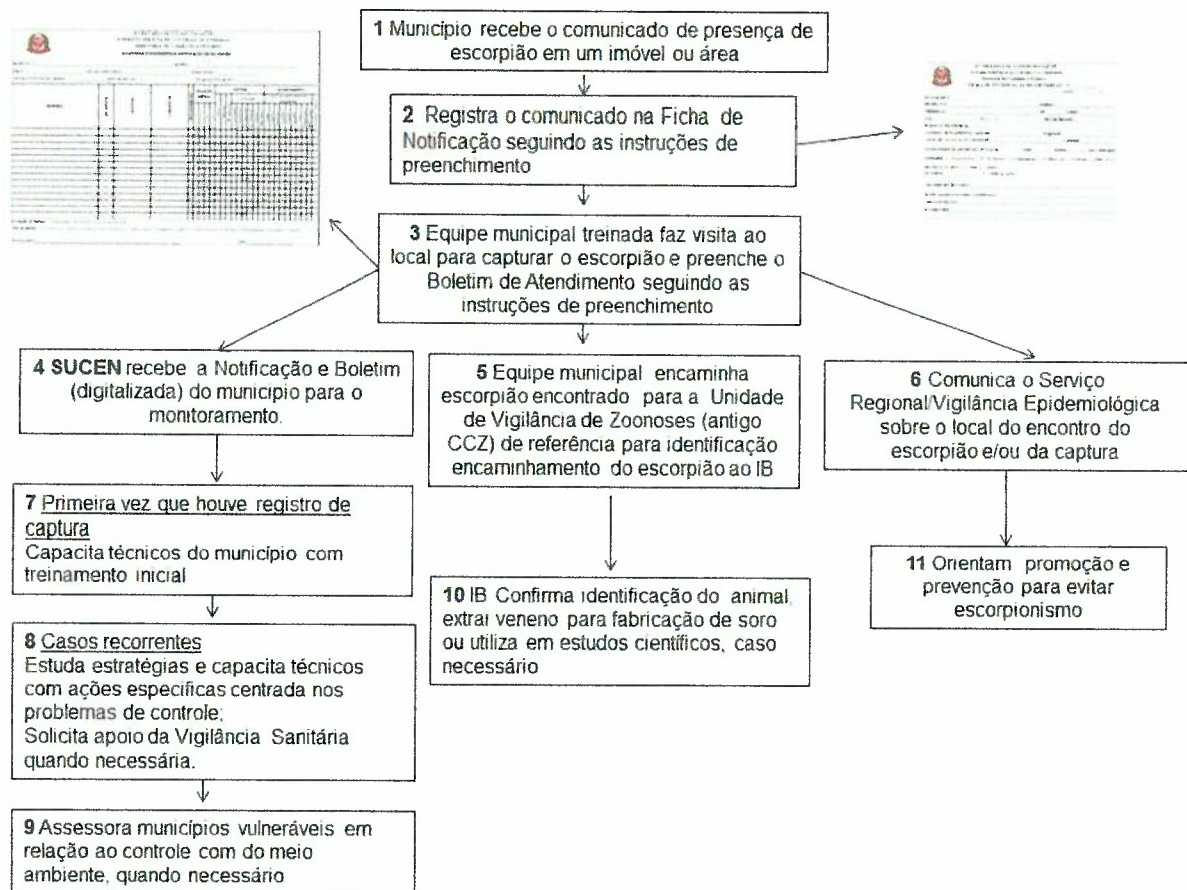 1 Município recebe o comunicado de presença de
escorpião em um imóvel ou área
2 Registra o comunicado na Ficha de
Notificação seguindo as instruções de
preenchimento
3 Equipe municipal treinada faz visita ao
local para capturar o escorpião e preenche o
Boletim de Atendimento seguindo as
instruções de preenchimento
4 SUCEN recebe a Notificação e Boletim
(digitalizada) do município para o
monitoramento.
5 Equipe municipal encaminha
escorpião encontrado para a Unidade
de Vigilância de Zoonoses (antigo
CCZ) de referência para identificação
encaminhamento do escorpião ao IB
6 Comunica o Serviço
Regional/Vigilância Epidemiológica
sobre o local do encontro do
escorpião e/ou da captura
7 Primeira vez que houve registro de
captura
Capacita técnicos do município com
treinamento inicial
10 IB Confirma identificação do animal,
extrai veneno para fabricação de soro
ou utiliza em estudos científicos, caso
necessário
11 Orientam promoção e
prevenção para evitar
escorpionismo
8 Casos recorrentes
Estuda estratégias e capacita técnicos
com ações especificas centrada nos
problemas de controle;
Solicita apoio da Vigilância Sanitária
quando necessária.
9 Assessora municípios vulneráveis em
relação ao controle com do meio
ambiente, quando necessário